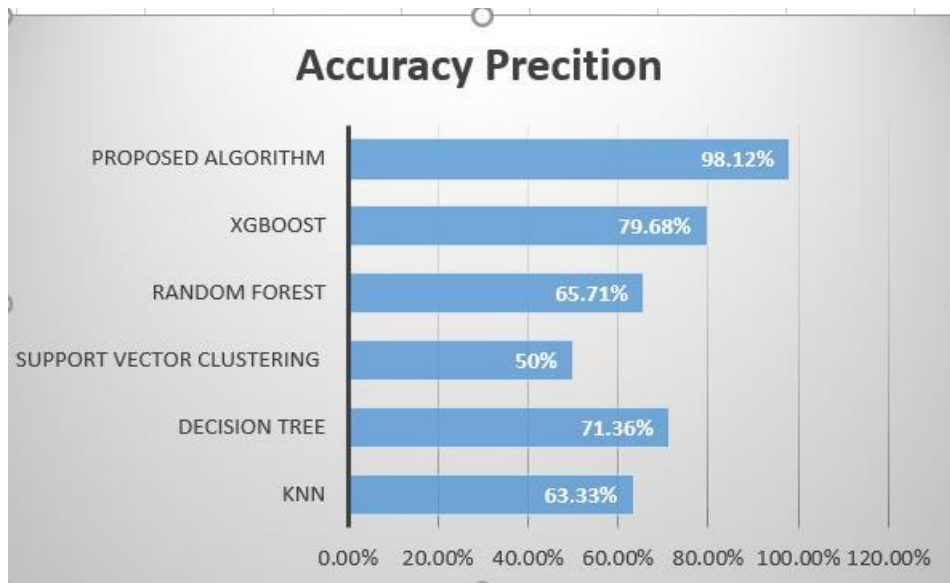 Accuracy Precition
PROPOSED ALGORITHM 98.12%
XGBOOST 79.68%
RANDOM FOREST 65.71%
SUPPORT VECTOR CLUSTERING 50%
DECISION TREE 71.36%
KNN 63.33%
0.00% 20.00% 40.00% 60.00% 80.00% 100.00% 120.00%